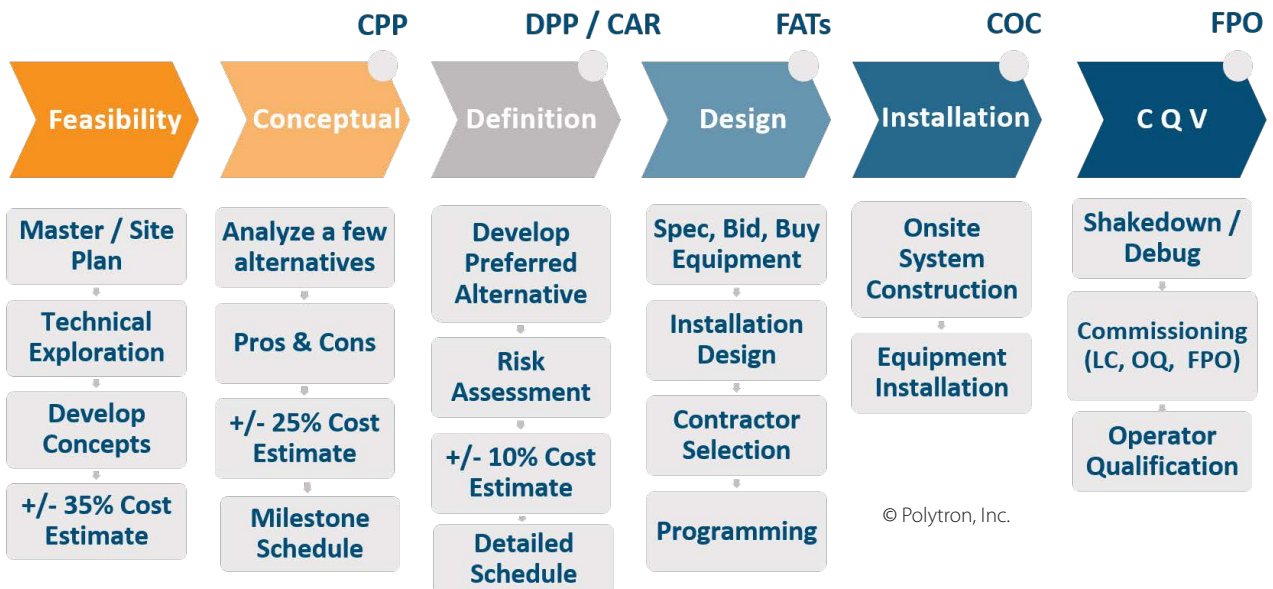 CPP
DPP / CAR
FATs
COC
FPO
Feasibility
Conceptual
Definition
Design
Installation
C Q V
Master / Site
Plan
Technical
Exploration
Develop
Concepts
+/- 35% Cost
Estimate
Analyze a few
alternatives
Pros & Cons
+/- 25% Cost
Estimate
Milestone
Schedule
Develop
Preferred
Alternative
Risk
Assessment
+/- 10% Cost
Estimate
Detailed
Schedule
Spec, Bid, Buy
Equipment
Installation
Design
Contractor
Selection
Programming
Onsite
System
Construction
Equipment
Installation
© Polytron, Inc.
Shakedown /
Debug
Commissioning
(LC, OQ, FPO)
Operator
Qualification